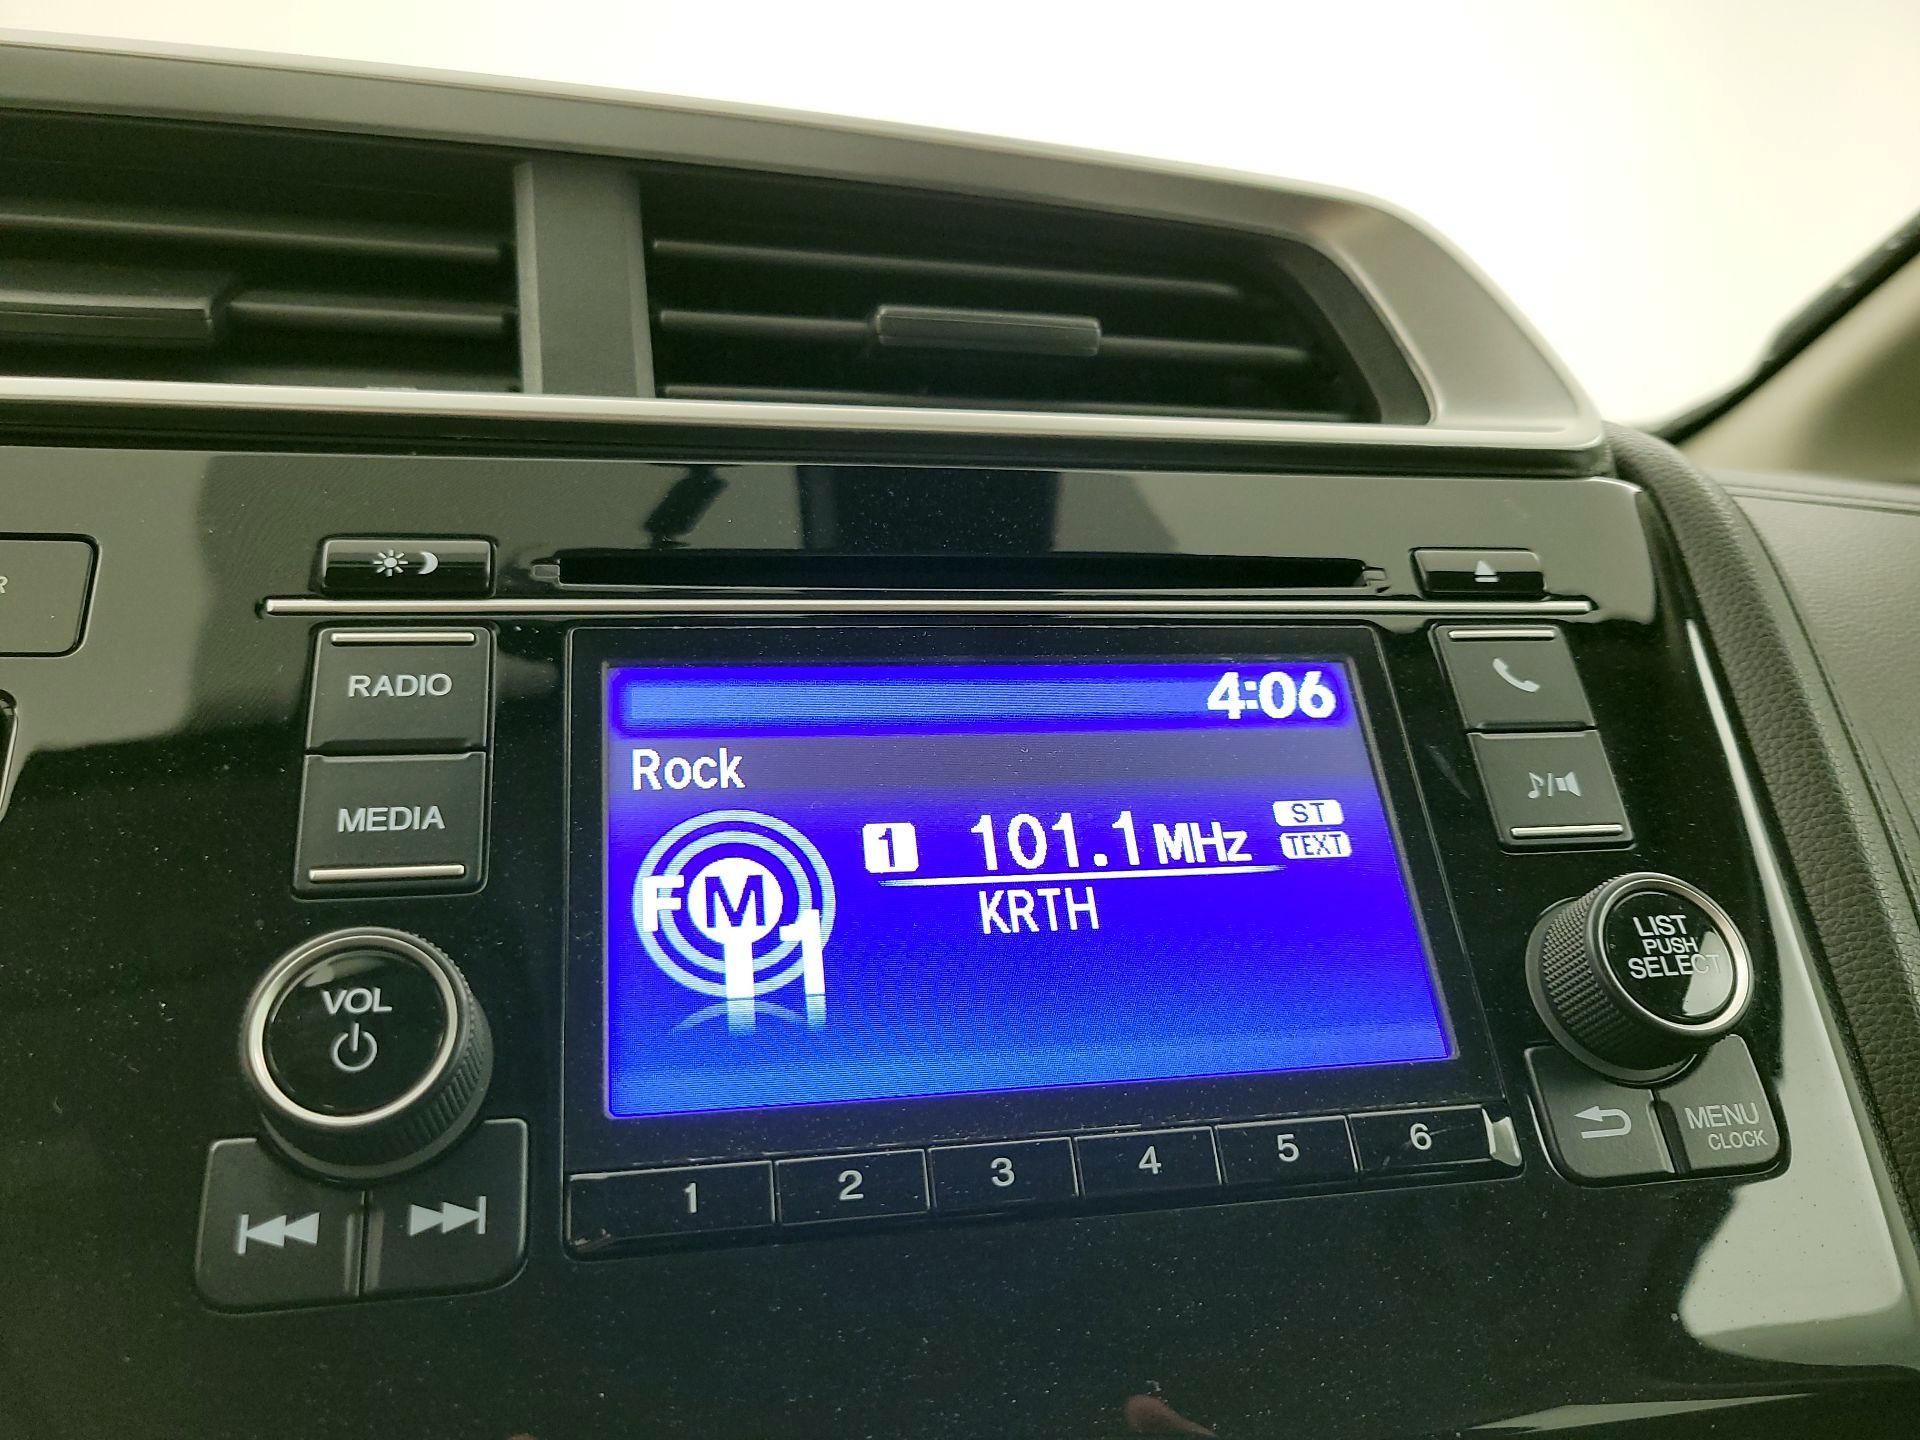 R
RADIO
MEDIA
VOL
4:06
Rock
FM1
1 101.1 MHz
ST
TEXT
KRTH
LIST
PUSH
SELECT
MENU
CLOCK
1 2 3 4 5 6